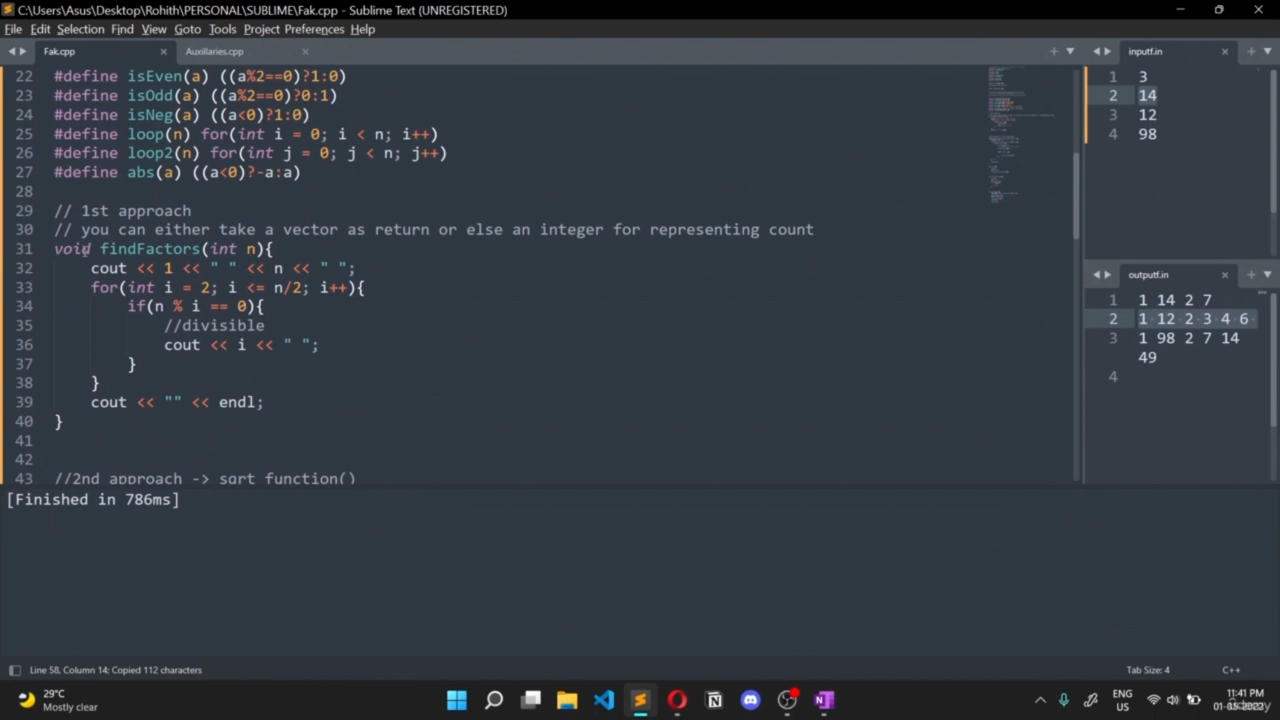 C:\Users\Asus\Desktop\Rohith\PERSONAL\SUBLIME\Fak.cpp - Sublime Text (UNREGISTERED)
File Edit Selection Find View Goto Tools Project Preferences Help
Fak.cpp
Auxillaries.cpp
22 #define isEven(a) ((a%2==0)?1:0)
23 #define isOdd(a) ((a%2==0)?0:1)
24 #define isNeg(a) ((a<0)?1:0)
25 #define loop(n) for(int i = 0; i < n; i++)
26 #define loop2(n) for(int j = 0; j < n; j++)
27 #define abs(a) ((a<0)?-a:a)
28
29 // 1st approach
30 // you can either take a vector as return or else an integer for representing count
31 void findFactors(int n){
32 cout << 1 << " " << n << " ";
33 for(int i = 2; i <= n/2; i++){
34 if(n % i == 0){
35 //divisible
36 cout << i << " ";
37 }
38 }
39 cout << "" << endl;
40 }
41
42
43 //2nd approach -> sqrt function()
inputf.in
1 3
2 14
3 12
4 98
outputf.in
1 1 14 2 7
2 1 12 2 3 4 6
3 1 98 2 7 14
49
4
[Finished in 786ms]
Line 58, Column 14; Copied 112 characters
Tab Size: 4
C++
29°C
Mostly clear
ENG
US
11:41 PM
01-05-2022
udemy